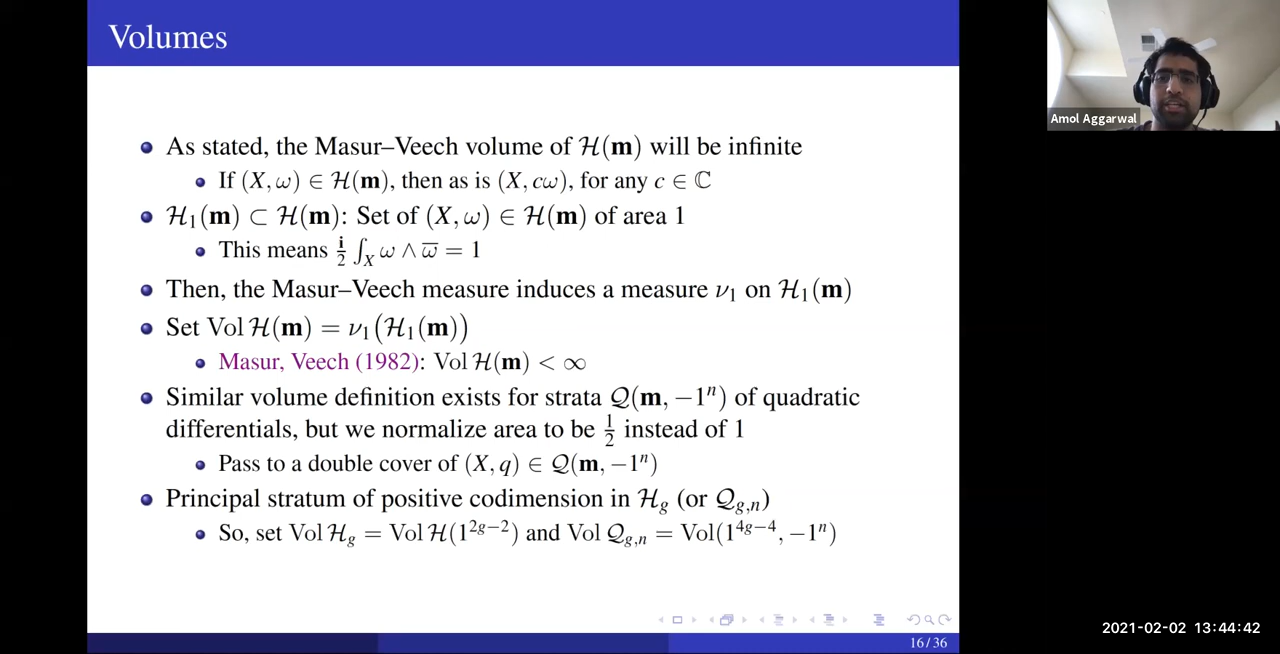 Volumes
As stated, the Masur–Veech volume of ℋ(𝐦) will be infinite
If (X, ω) ∈ ℋ(𝐦), then as is (X, cω), for any c ∈ ℂ
ℋ₁(𝐦) ⊂ ℋ(𝐦): Set of (X, ω) ∈ ℋ(𝐦) of area 1
This means 𝐢/2 ∫_X ω ∧ ω̅ = 1
Then, the Masur–Veech measure induces a measure ν₁ on ℋ₁(𝐦)
Set Vol ℋ(𝐦) = ν₁(ℋ₁(𝐦))
Masur, Veech (1982): Vol ℋ(𝐦) < ∞
Similar volume definition exists for strata 𝒬(𝐦, −1ⁿ) of quadratic
differentials, but we normalize area to be 1/2 instead of 1
Pass to a double cover of (X, q) ∈ 𝒬(𝐦, −1ⁿ)
Principal stratum of positive codimension in ℋ_g (or 𝒬_{g,n})
So, set Vol ℋ_g = Vol ℋ(1^{2g−2}) and Vol 𝒬_{g,n} = Vol(1^{4g−4}, −1ⁿ)
16/36
Amol Aggarwal
2021-02-02 13:44:42